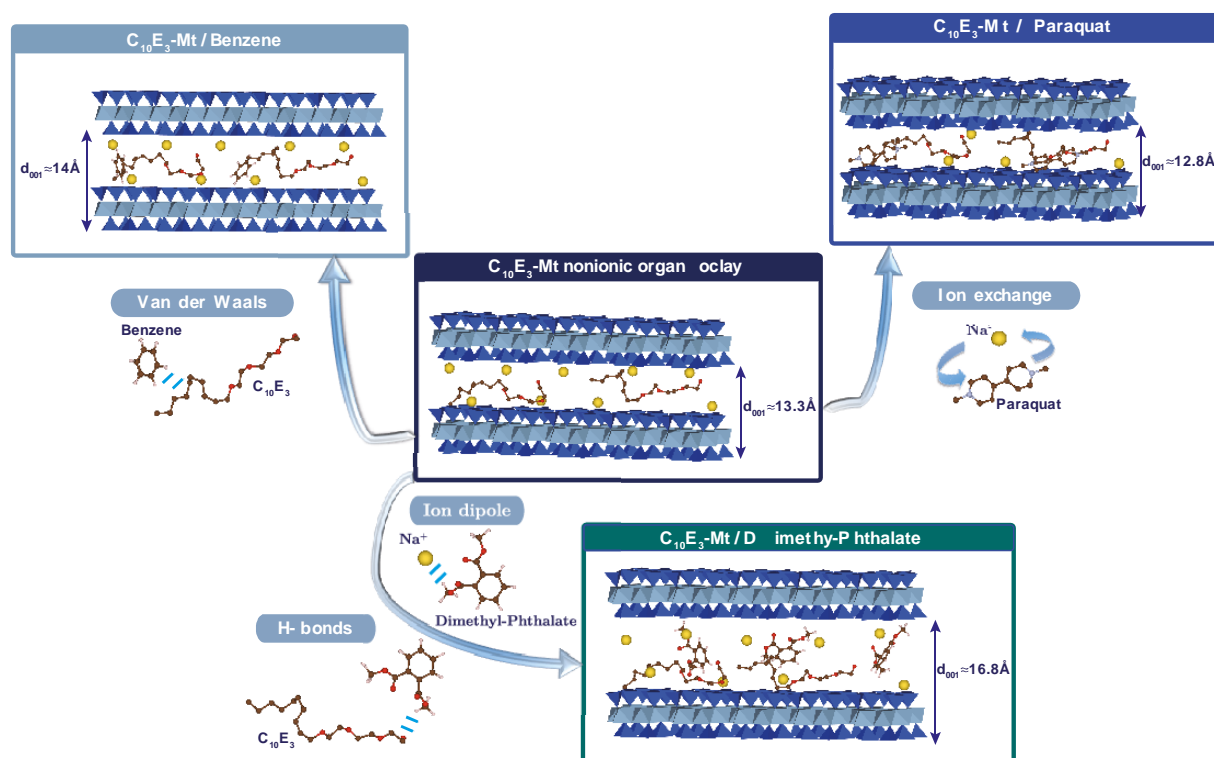 C₁₀E₃-Mt / Benzene
d₀₀₁≈14Å
C₁₀E₃-M t / Paraquat
d₀₀₁≈12.8Å
C₁₀E₃-Mt nonionic organ oclay
d₀₀₁≈13.3Å
Van der Waals
Benzene
C₁₀E₃
Ion exchange
Na⁺
Paraquat
Ion dipole
Na⁺
Dimethyl-Phthalate
H- bonds
C₁₀E₃
C₁₀E₃-Mt / D imethy-P hthalate
d₀₀₁≈16.8Å